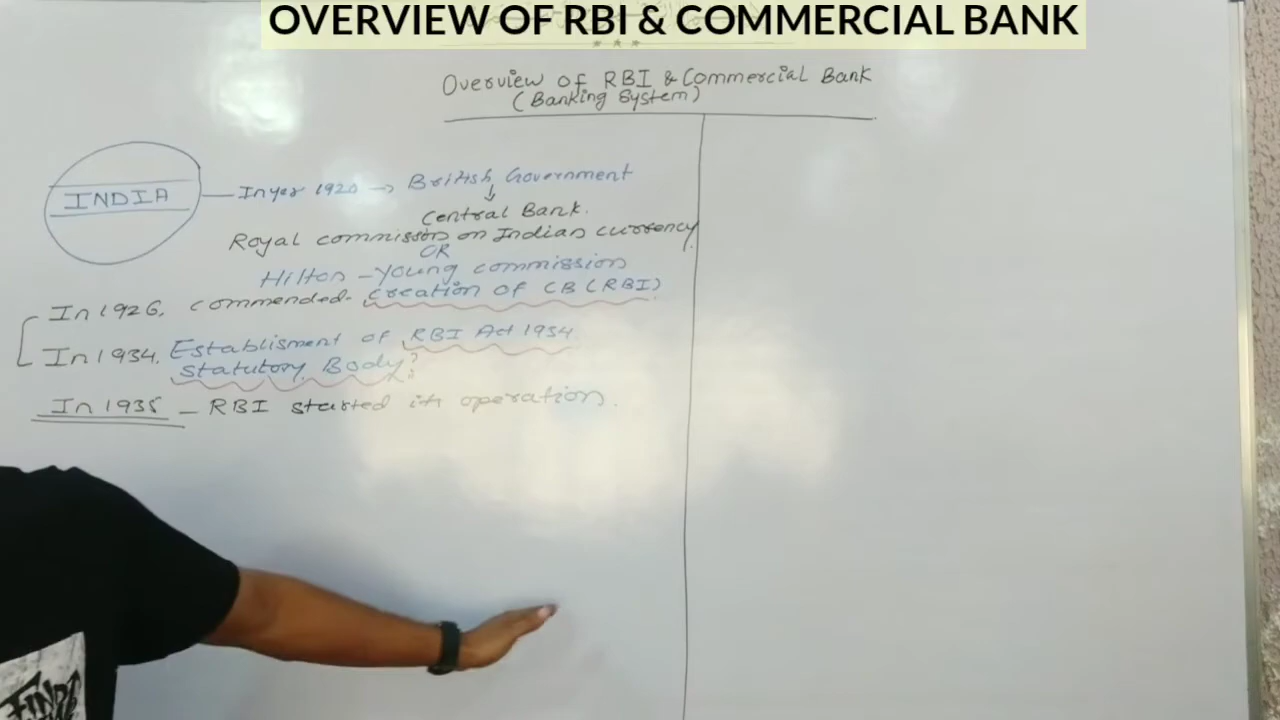 OVERVIEW OF RBI & COMMERCIAL BANK
Overview of RBI & Commercial Bank
(Banking System)
INDIA
In yer 1920 → British Government
↓
Central Bank.
Royal commission on Indian currency
OR
Hilton - young commission
In 1926, commended. creation of CB (RBI)
In 1934. Establisment of RBI Act 1934
Statutory Body?
In 1935 - RBI started its operation.